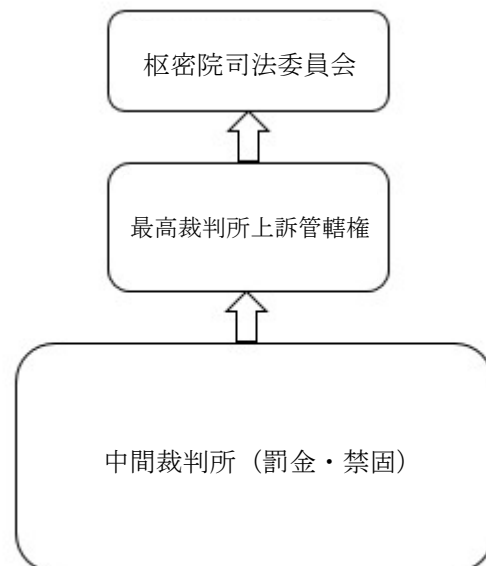 枢密院司法委員会
最高裁判所上訴管轄権
中間裁判所（罰金・禁固）